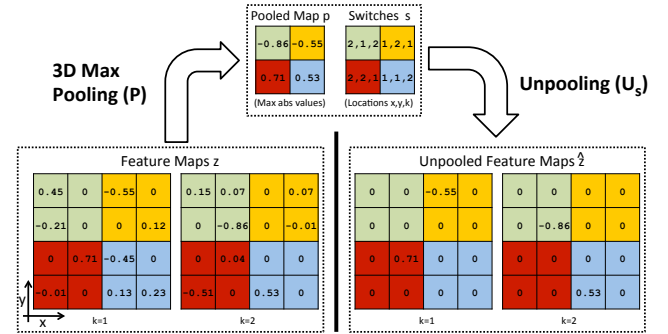 Pooled Map p
Switches s
-0.86 -0.55 2,1,2 1,2,1
0.71 0.53 2,2,1 1,1,2
(Max abs values)
(Locations x,y,k)
3D Max
Pooling (P)
Unpooling (Us)
Feature Maps z
Unpooled Feature Maps ẑ
0.45 0 -0.55 0 0.15 0.07 0 0.07 0 0 -0.55 0 0 0 0 0
-0.21 0 0 0.12 0 -0.86 0 -0.01 0 0 0 0 0 -0.86 0 0
0 0.71 -0.45 0 0 0.04 0 0 0 0.71 0 0 0 0 0 0
-0.01 0 0.13 0.23 -0.51 0 0.53 0 0 0 0 0 0 0 0.53 0
y
x
k=1
k=2
k=1
k=2